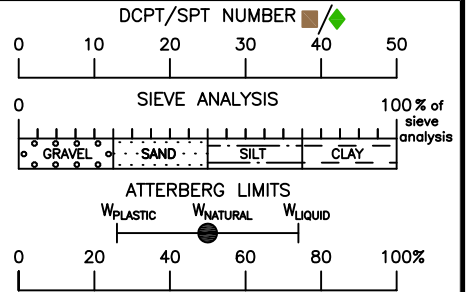 DCPT/SPT NUMBER /
0 10 20 30 40 50
SIEVE ANALYSIS
0 100% of
sieve
analysis
GRAVEL SAND SILT CLAY
ATTERBERG LIMITS
WPLASTIC WNATURAL WLIQUID
0 20 40 60 80 100%